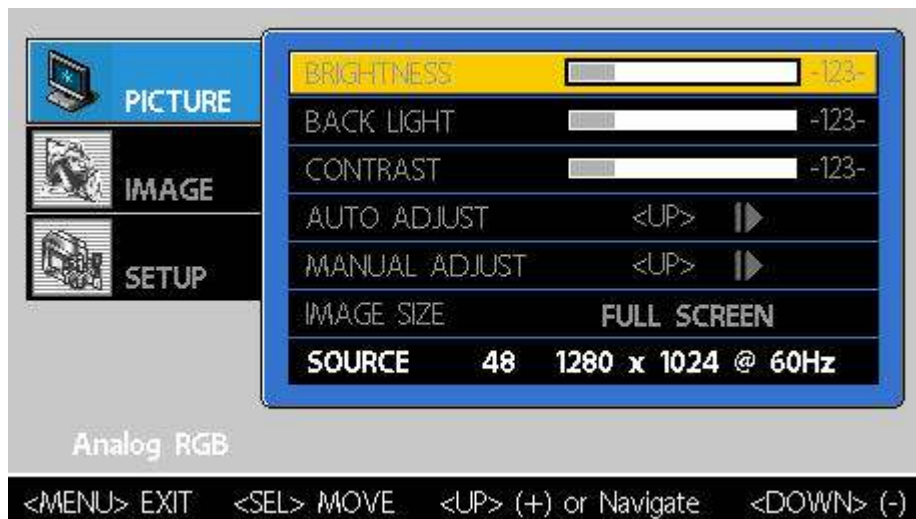 PICTURE
IMAGE
SETUP
BRIGHTNESS -123-
BACK LIGHT -123-
CONTRAST -123-
AUTO ADJUST <UP>
MANUAL ADJUST <UP>
IMAGE SIZE FULL SCREEN
SOURCE 48 1280 x 1024 @ 60Hz
Analog RGB
<MENU> EXIT <SEL> MOVE <UP> (+) or Navigate <DOWN> (-)